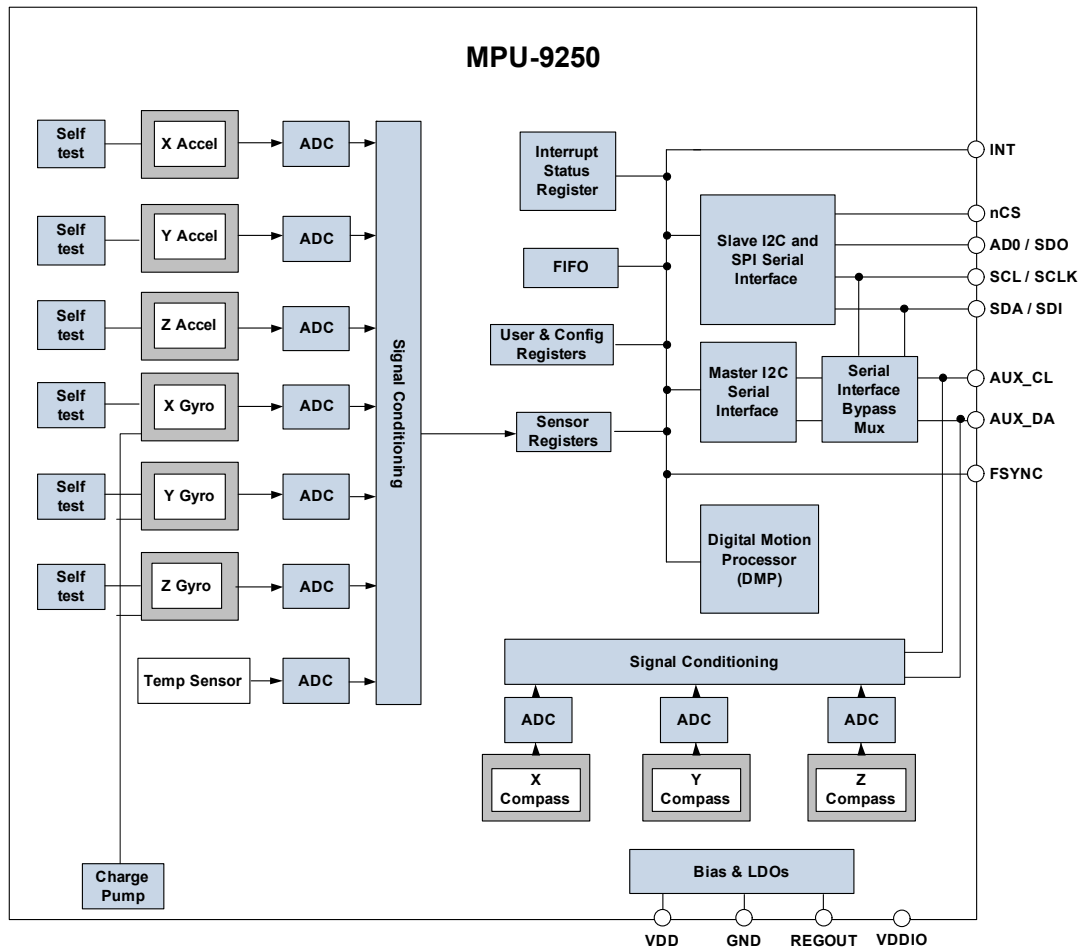 MPU-9250
Self
test
X Accel
ADC
Self
test
Y Accel
ADC
Self
test
Z Accel
ADC
Self
test
X Gyro
ADC
Self
test
Y Gyro
ADC
Self
test
Z Gyro
ADC
Temp Sensor
ADC
Signal Conditioning
Charge
Pump
Interrupt
Status
Register
FIFO
User & Config
Registers
Sensor
Registers
Slave I2C and
SPI Serial
Interface
Master I2C
Serial
Interface
Serial
Interface
Bypass
Mux
Digital Motion
Processor
(DMP)
Signal Conditioning
ADC
ADC
ADC
X
Compass
Y
Compass
Z
Compass
Bias & LDOs
INT
nCS
AD0 / SDO
SCL / SCLK
SDA / SDI
AUX_CL
AUX_DA
FSYNC
VDD
GND
REGOUT
VDDIO